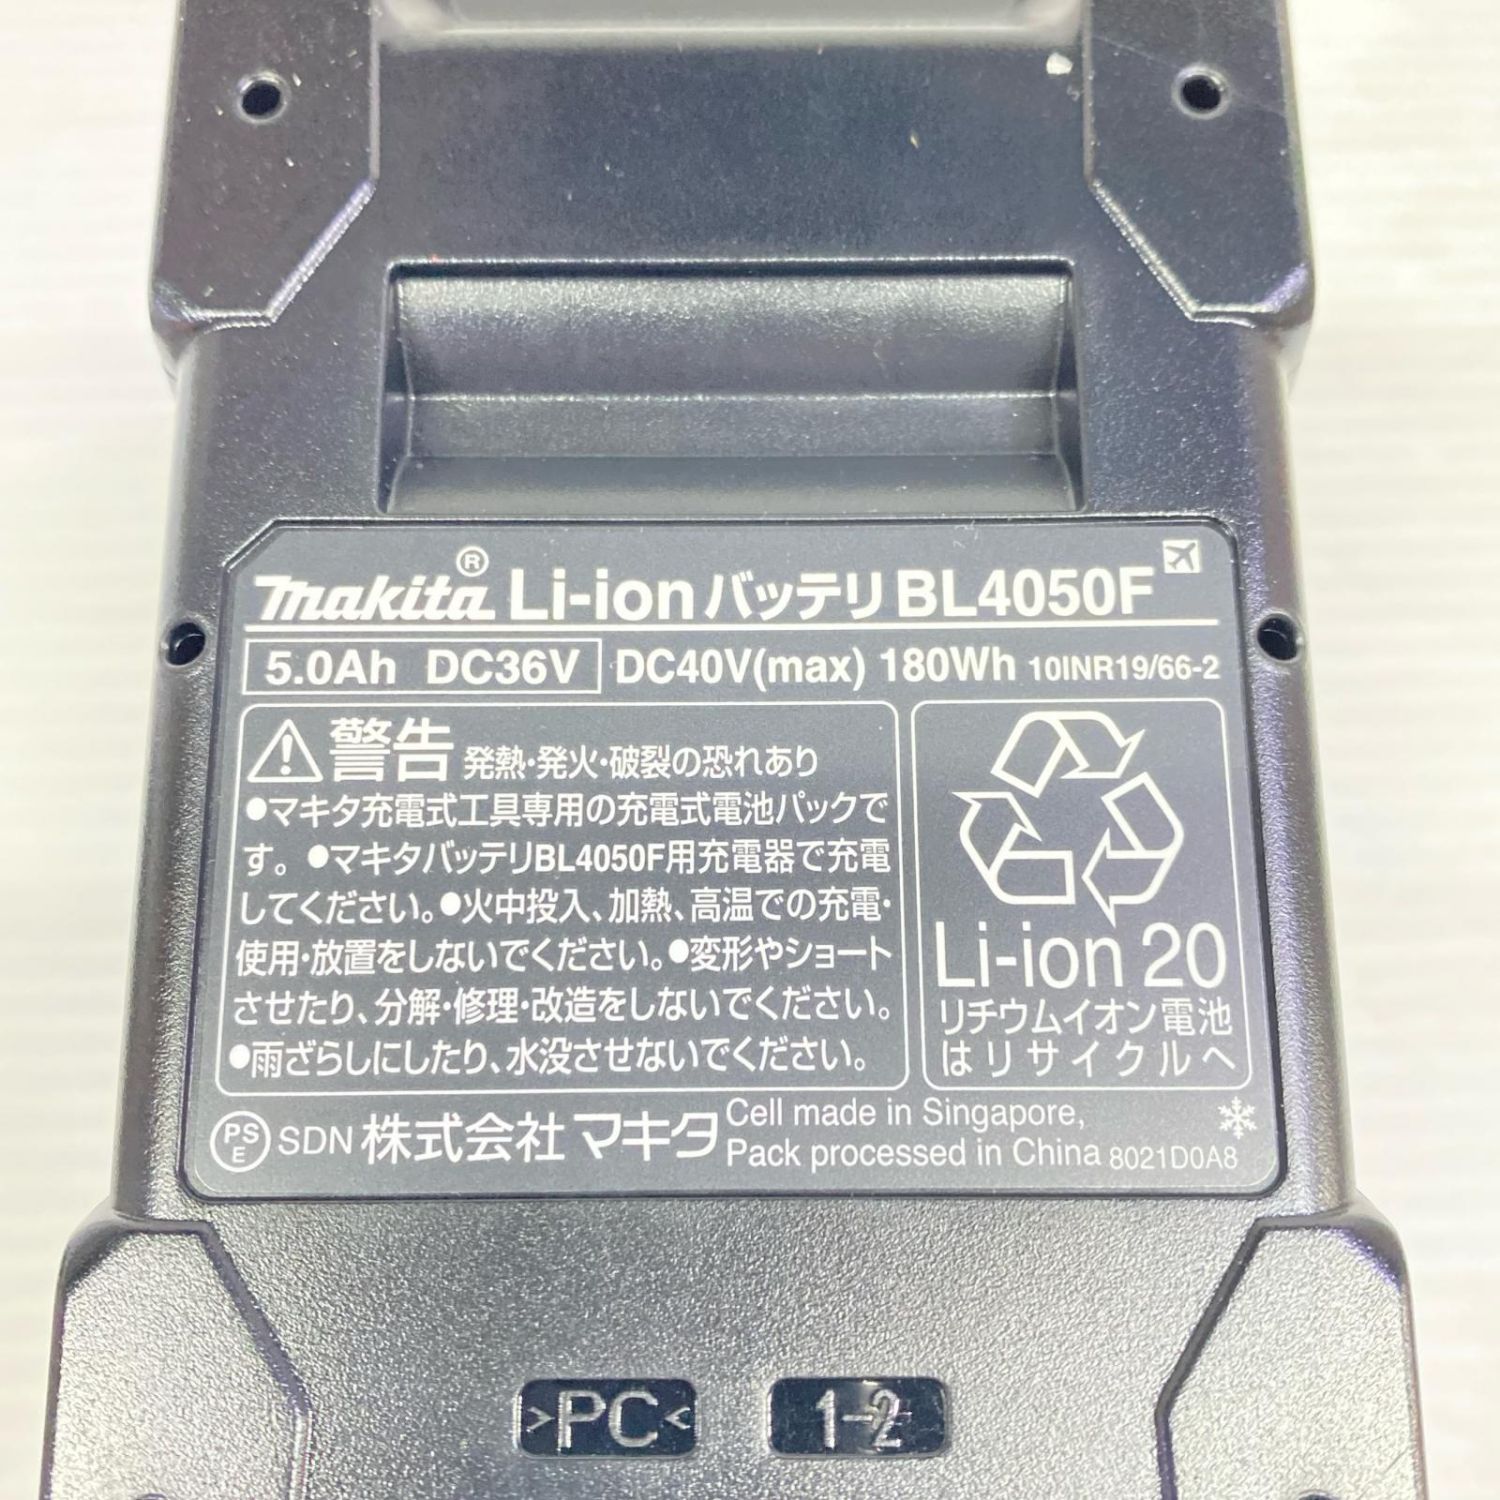 makita® Li-ion バッテリ BL4050F
5.0Ah DC36V DC40V(max) 180Wh 10INR19/66-2
警告 発熱・発火・破裂の恐れあり
●マキタ充電式工具専用の充電式電池パックで
す。●マキタバッテリBL4050F用充電器で充電
してください。●火中投入、加熱、高温での充電・
使用・放置をしないでください。●変形やショート
させたり、分解・修理・改造をしないでください。
●雨ざらしにしたり、水没させないでください。
Li-ion 20
リチウムイオン電池
はリサイクルへ
PS
E
SDN 株式会社マキタ
Cell made in Singapore,
Pack processed in China 8021D0A8
>PC< 1-2